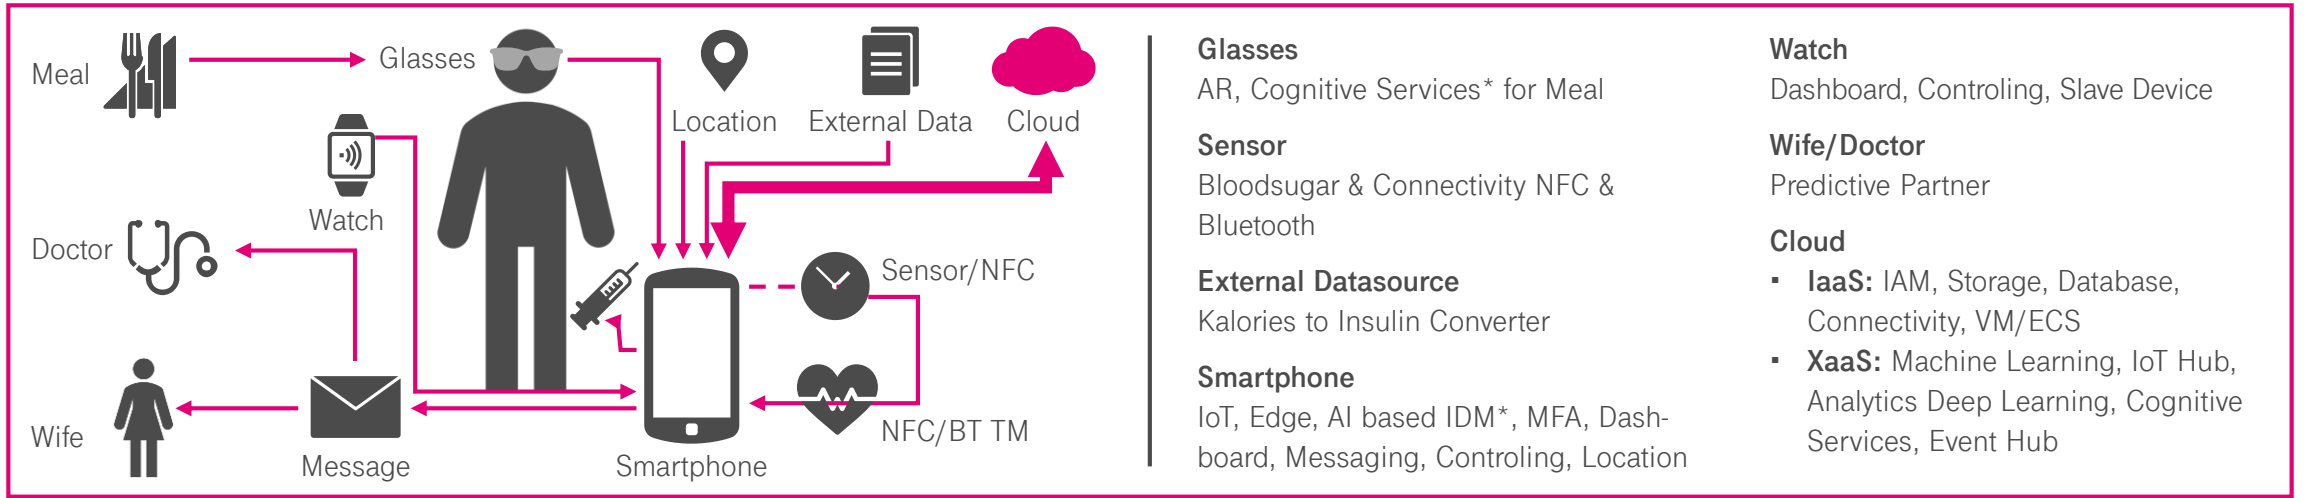 Meal
Glasses
Location
External Data
Cloud
Watch
Doctor
Sensor/NFC
Wife
NFC/BT TM
Message
Smartphone
Glasses
AR, Cognitive Services* for Meal
Sensor
Bloodsugar & Connectivity NFC &
Bluetooth
External Datasource
Kalories to Insulin Converter
Smartphone
IoT, Edge, AI based IDM*, MFA, Dash-
board, Messaging, Controling, Location
Watch
Dashboard, Controling, Slave Device
Wife/Doctor
Predictive Partner
Cloud
▪ IaaS: IAM, Storage, Database,
Connectivity, VM/ECS
▪ XaaS: Machine Learning, IoT Hub,
Analytics Deep Learning, Cognitive
Services, Event Hub